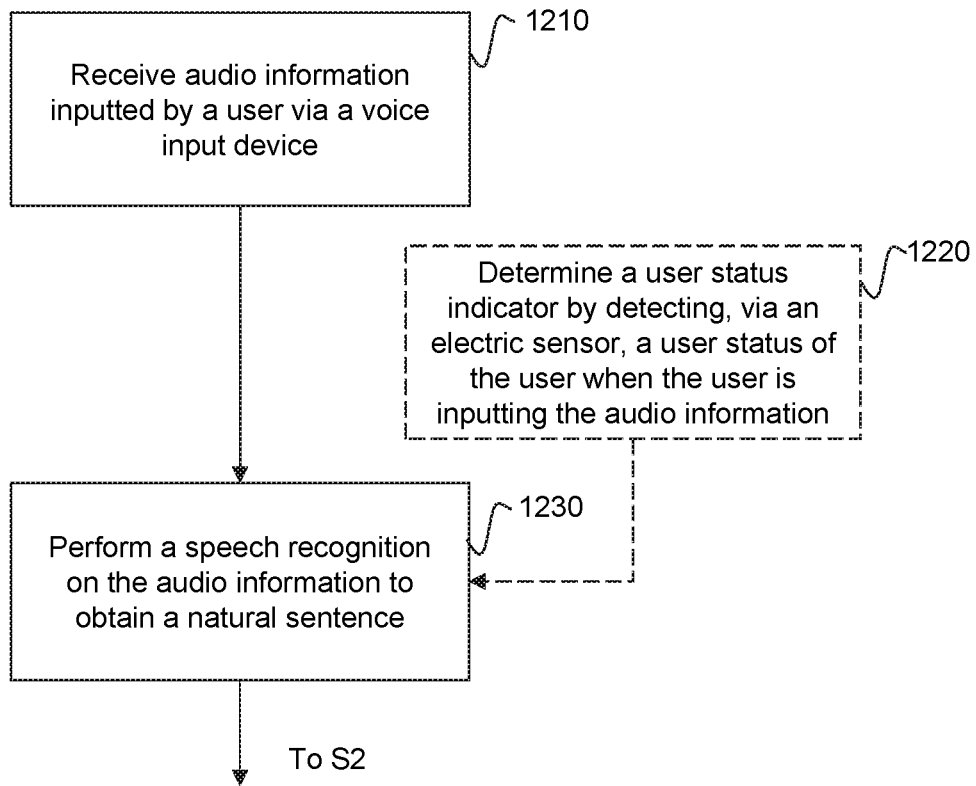 1210
Receive audio information
inputted by a user via a voice
input device
1220
Determine a user status
indicator by detecting, via an
electric sensor, a user status of
the user when the user is
inputting the audio information
1230
Perform a speech recognition
on the audio information to
obtain a natural sentence
To S2